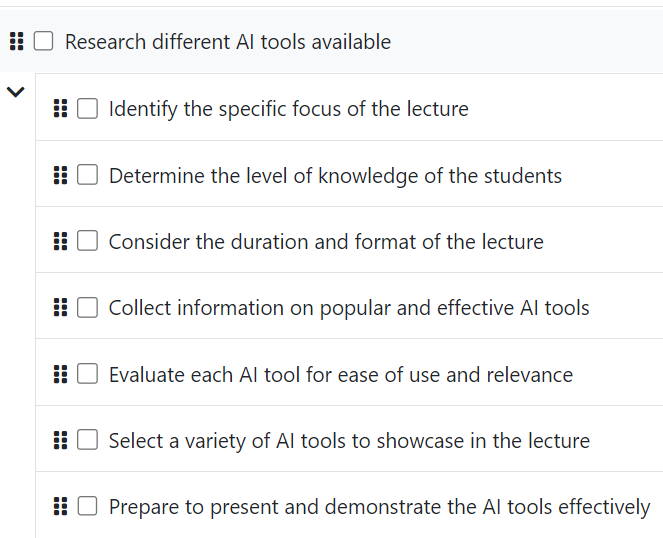 Research different AI tools available
Identify the specific focus of the lecture
Determine the level of knowledge of the students
Consider the duration and format of the lecture
Collect information on popular and effective AI tools
Evaluate each AI tool for ease of use and relevance
Select a variety of AI tools to showcase in the lecture
Prepare to present and demonstrate the AI tools effectively